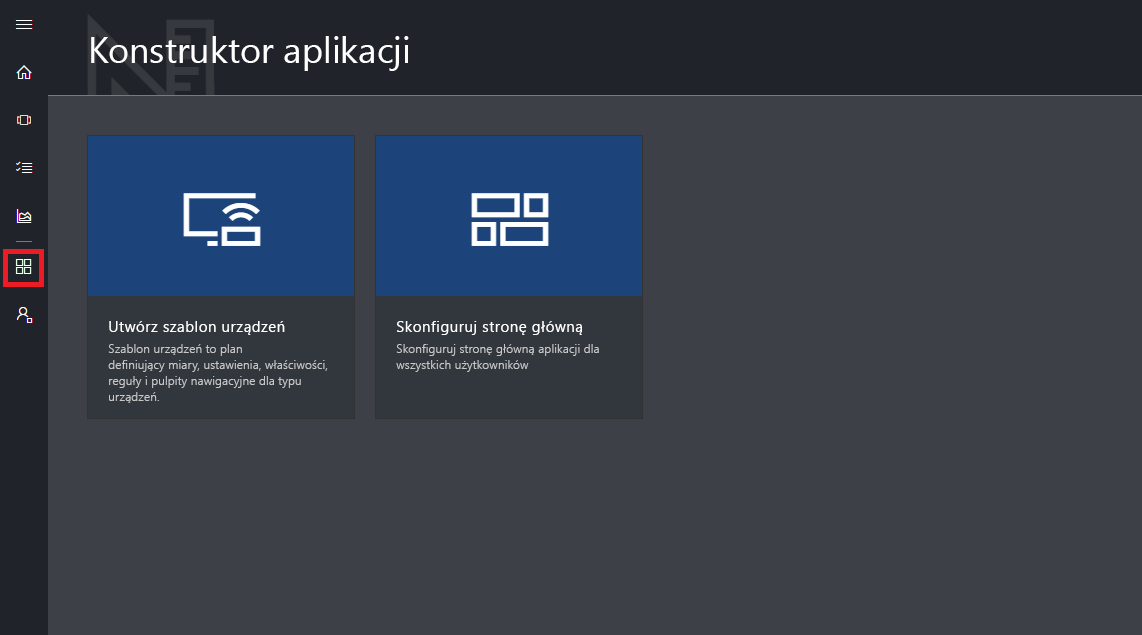 Konstruktor aplikacji
Utwórz szablon urządzeń
Szablon urządzeń to plan
definiujący miary, ustawienia, właściwości,
reguły i pulpity nawigacyjne dla typu
urządzeń.
Skonfiguruj stronę główną
Skonfiguruj stronę główną aplikacji dla
wszystkich użytkowników